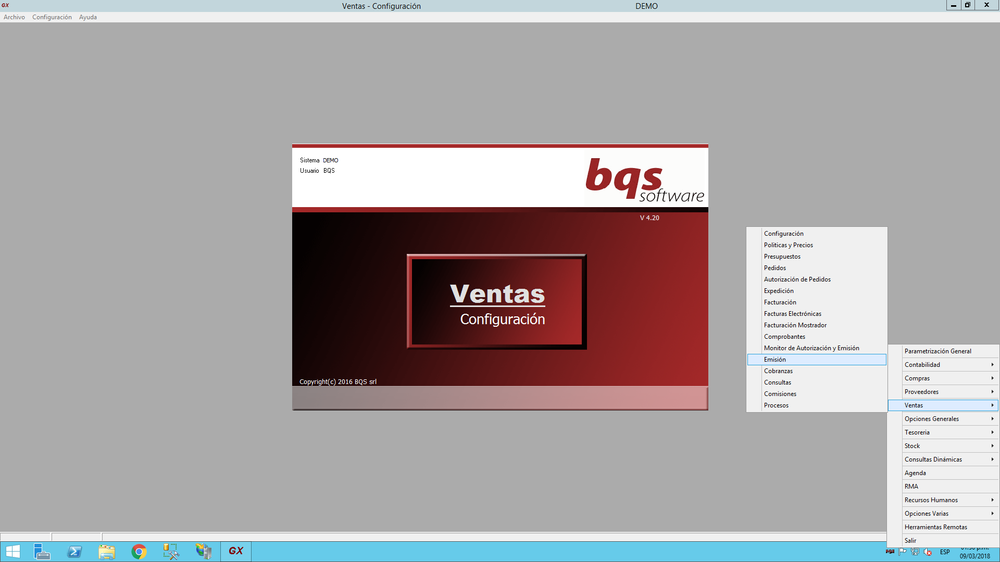 GX
Ventas - Configuración
DEMO
Archivo Configuración Ayuda
Sistema DEMO
Usuario BQS
bqs
software
V 4.20
Ventas
Configuración
Copyright(c) 2016 BQS srl
Configuración
Politicas y Precios
Presupuestos
Pedidos
Autorización de Pedidos
Expedición
Facturación
Facturas Electrónicas
Facturación Mostrador
Comprobantes
Monitor de Autorización y Emisión
Emisión
Cobranzas
Consultas
Comisiones
Procesos
Parametrización General
Contabilidad
Compras
Proveedores
Ventas
Opciones Generales
Tesoreria
Stock
Consultas Dinámicas
Agenda
RMA
Recursos Humanos
Opciones Varias
Herramientas Remotas
Salir
GX
bqs
ESP
09/03/2018